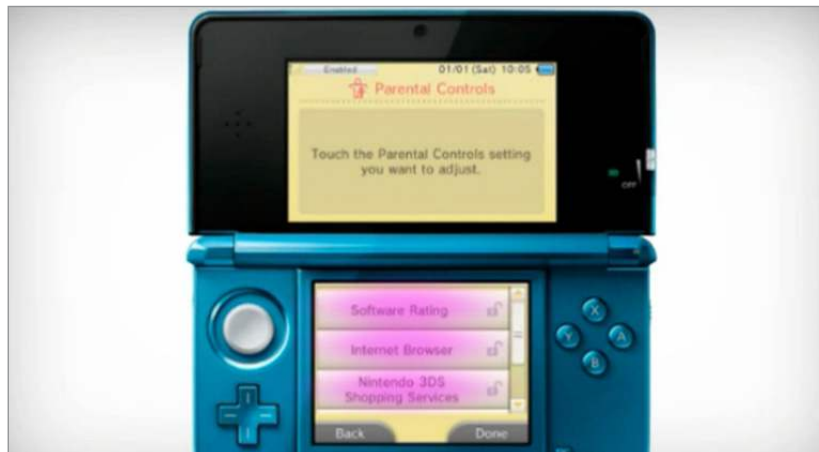 Enabled
01/01 (Sat) 10:05
Parental Controls
Touch the Parental Controls setting
you want to adjust.
OFF
Software Rating
Internet Browser
Nintendo 3DS
Shopping Services
Back
Done
X
Y
A
B